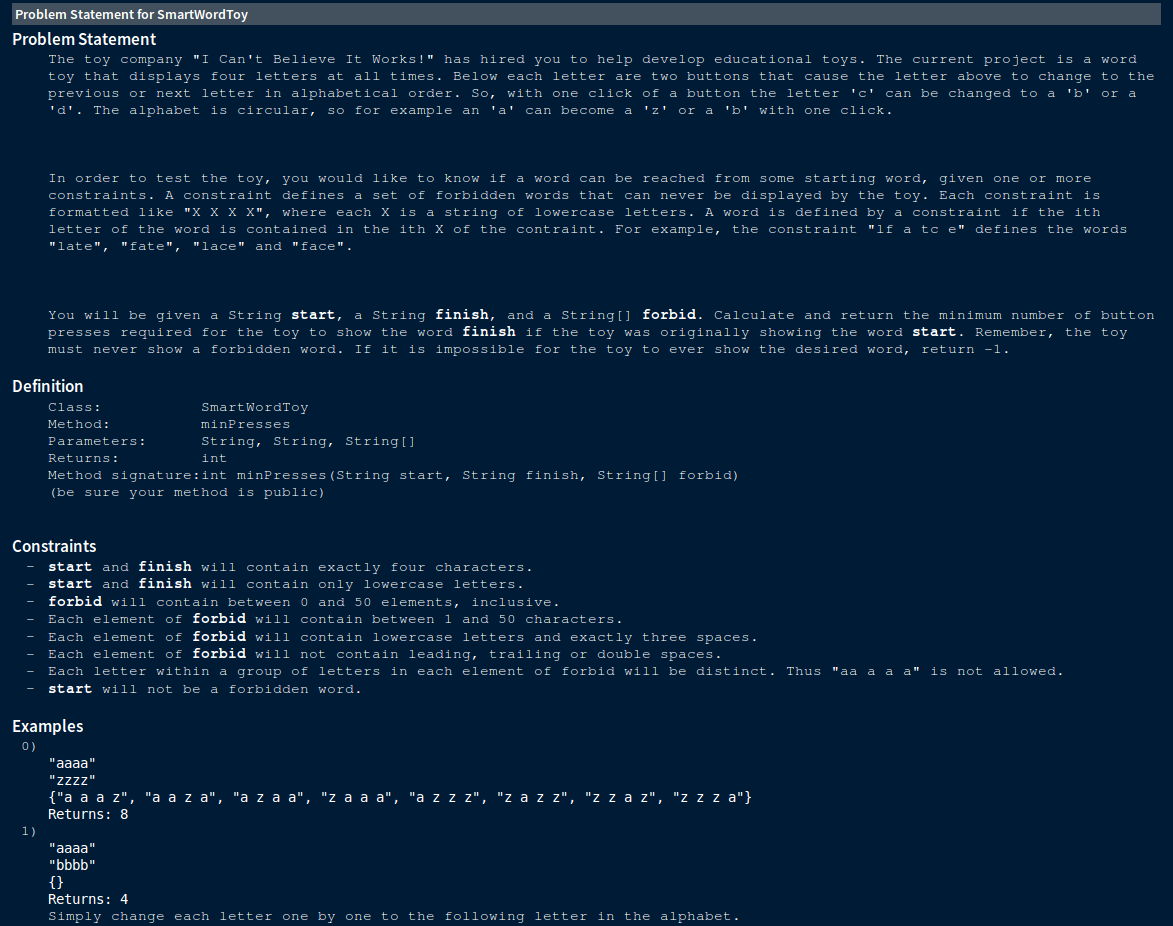 Problem Statement for SmartWordToy
Problem Statement
The toy company "I Can't Believe It Works!" has hired you to help develop educational toys. The current project is a word
toy that displays four letters at all times. Below each letter are two buttons that cause the letter above to change to the
previous or next letter in alphabetical order. So, with one click of a button the letter 'c' can be changed to a 'b' or a
'd'. The alphabet is circular, so for example an 'a' can become a 'z' or a 'b' with one click.
In order to test the toy, you would like to know if a word can be reached from some starting word, given one or more
constraints. A constraint defines a set of forbidden words that can never be displayed by the toy. Each constraint is
formatted like "X X X X", where each X is a string of lowercase letters. A word is defined by a constraint if the ith
letter of the word is contained in the ith X of the contraint. For example, the constraint "lf a tc e" defines the words
"late", "fate", "lace" and "face".
You will be given a String start, a String finish, and a String[] forbid. Calculate and return the minimum number of button
presses required for the toy to show the word finish if the toy was originally showing the word start. Remember, the toy
must never show a forbidden word. If it is impossible for the toy to ever show the desired word, return -1.
Definition
Class: SmartWordToy
Method: minPresses
Parameters: String, String, String[]
Returns: int
Method signature:int minPresses(String start, String finish, String[] forbid)
(be sure your method is public)
Constraints
- start and finish will contain exactly four characters.
- start and finish will contain only lowercase letters.
- forbid will contain between 0 and 50 elements, inclusive.
- Each element of forbid will contain between 1 and 50 characters.
- Each element of forbid will contain lowercase letters and exactly three spaces.
- Each element of forbid will not contain leading, trailing or double spaces.
- Each letter within a group of letters in each element of forbid will be distinct. Thus "aa a a a" is not allowed.
- start will not be a forbidden word.
Examples
0)
"aaaa"
"zzzz"
{"a a a z", "a a z a", "a z a a", "z a a a", "a z z z", "z a z z", "z z a z", "z z z a"}
Returns: 8
1)
"aaaa"
"bbbb"
{}
Returns: 4
Simply change each letter one by one to the following letter in the alphabet.